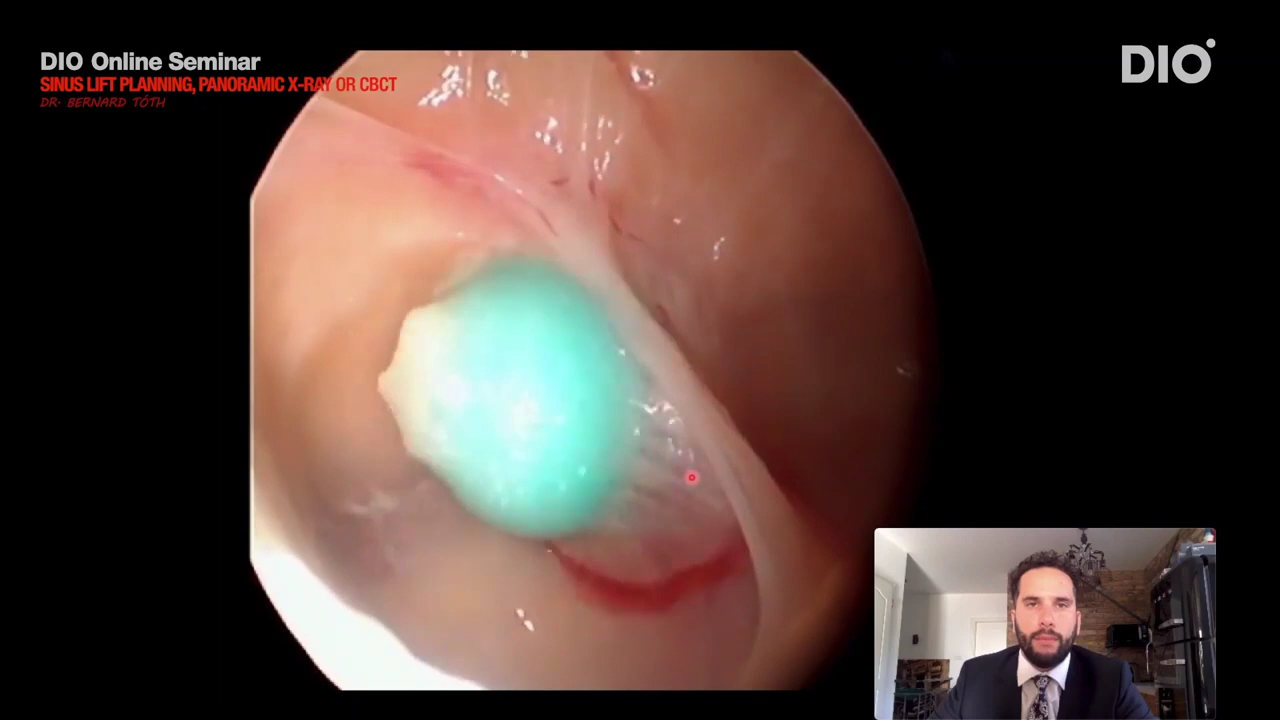 DIO Online Seminar
SINUS LIFT PLANNING, PANORAMIC X-RAY OR CBCT
DR. BERNARD TÓTH
DIO